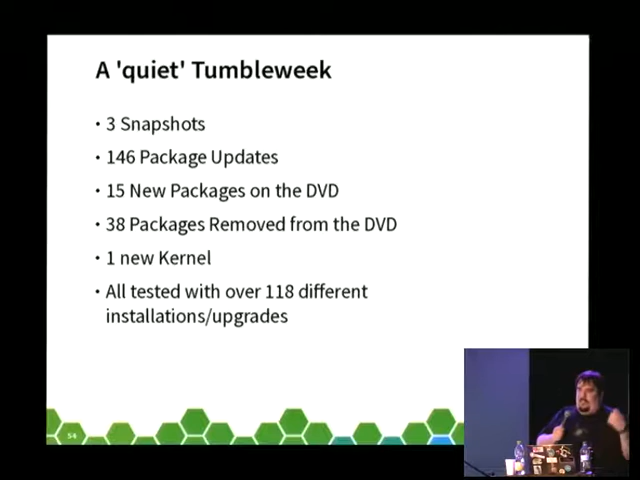 A 'quiet' Tumbleweek
• 3 Snapshots
• 146 Package Updates
• 15 New Packages on the DVD
• 38 Packages Removed from the DVD
• 1 new Kernel
• All tested with over 118 different
installations/upgrades
54